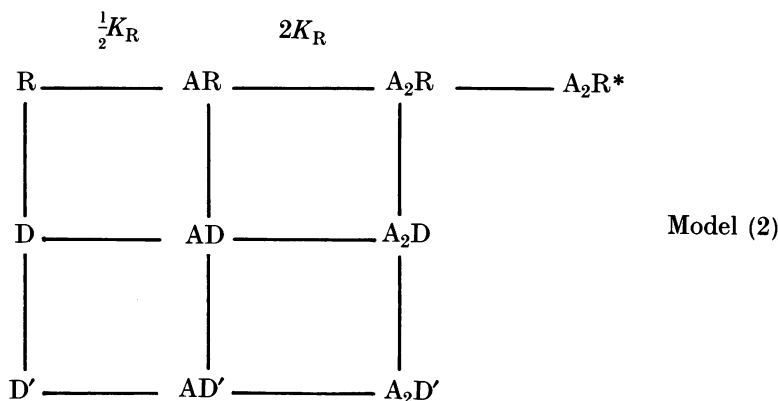 ½K_R 2K_R
R AR A₂R A₂R*
D AD A₂D Model (2)
D′ AD′ A₂D′